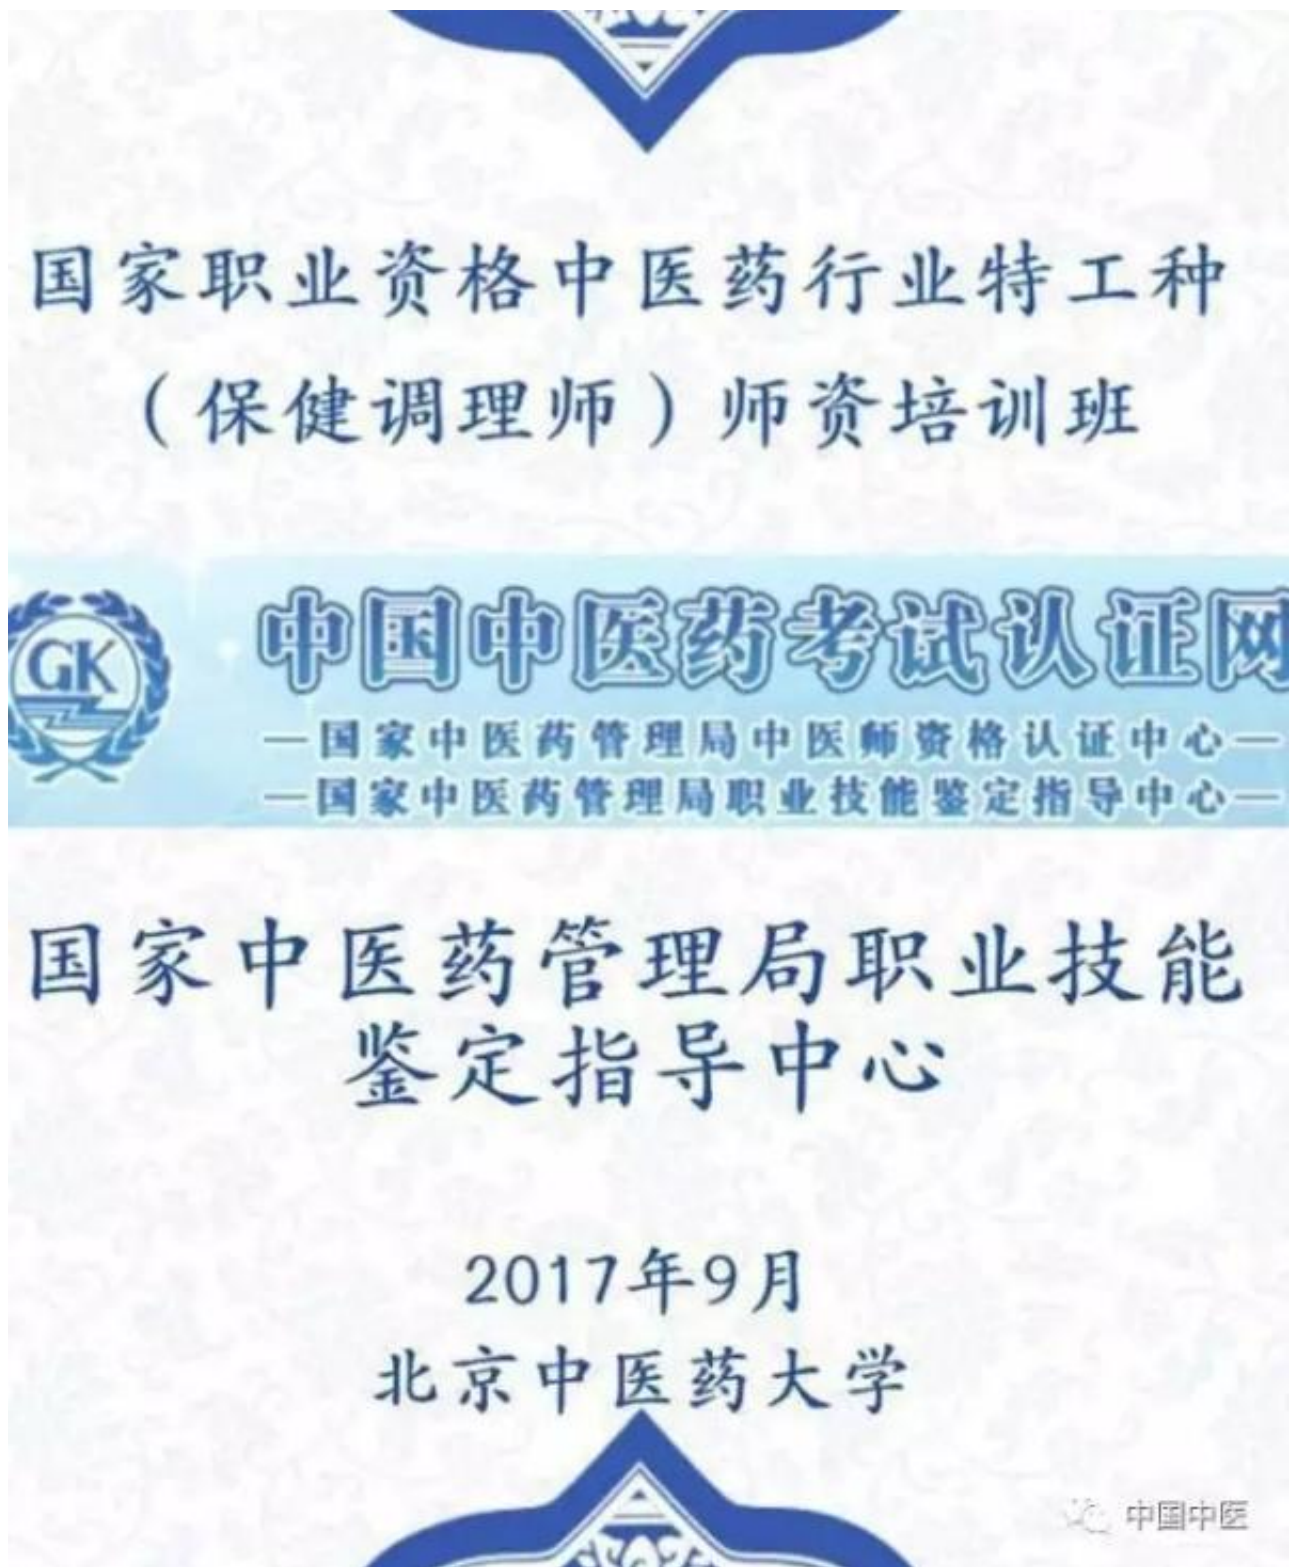 国家职业资格中医药行业特工种
（保健调理师）师资培训班
GK
中国中医药考试认证网
—国家中医药管理局中医师资格认证中心—
—国家中医药管理局职业技能鉴定指导中心—
国家中医药管理局职业技能
鉴定指导中心
2017年9月
北京中医药大学
中国中医